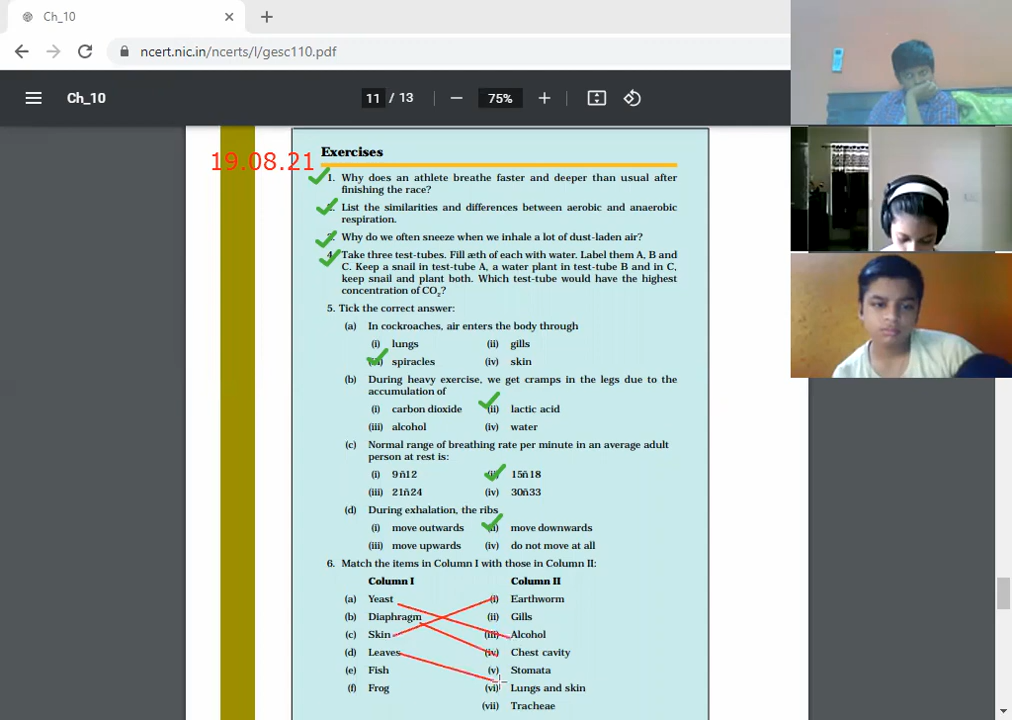 Ch_10
ncert.nic.in/ncerts/l/gesc110.pdf
Ch_10
11 / 13
75%
19.08.21
Exercises
1. Why does an athlete breathe faster and deeper than usual after
finishing the race?
List the similarities and differences between aerobic and anaerobic
respiration.
Why do we often sneeze when we inhale a lot of dust-laden air?
4. Take three test-tubes. Fill æth of each with water. Label them A, B and
C. Keep a snail in test-tube A, a water plant in test-tube B and in C,
keep snail and plant both. Which test-tube would have the highest
concentration of CO₂?
5. Tick the correct answer:
(a) In cockroaches, air enters the body through
(i) lungs (ii) gills
spiracles (iv) skin
(b) During heavy exercise, we get cramps in the legs due to the
accumulation of
(i) carbon dioxide (ii) lactic acid
(iii) alcohol (iv) water
(c) Normal range of breathing rate per minute in an average adult
person at rest is:
(i) 9ñ12 15ñ18
(iii) 21ñ24 (iv) 30ñ33
(d) During exhalation, the ribs
(i) move outwards move downwards
(iii) move upwards (iv) do not move at all
6. Match the items in Column I with those in Column II:
Column I Column II
(a) Yeast (i) Earthworm
(b) Diaphragm (ii) Gills
(c) Skin (iii) Alcohol
(d) Leaves (iv) Chest cavity
(e) Fish (v) Stomata
(f) Frog (vi) Lungs and skin
(vii) Tracheae